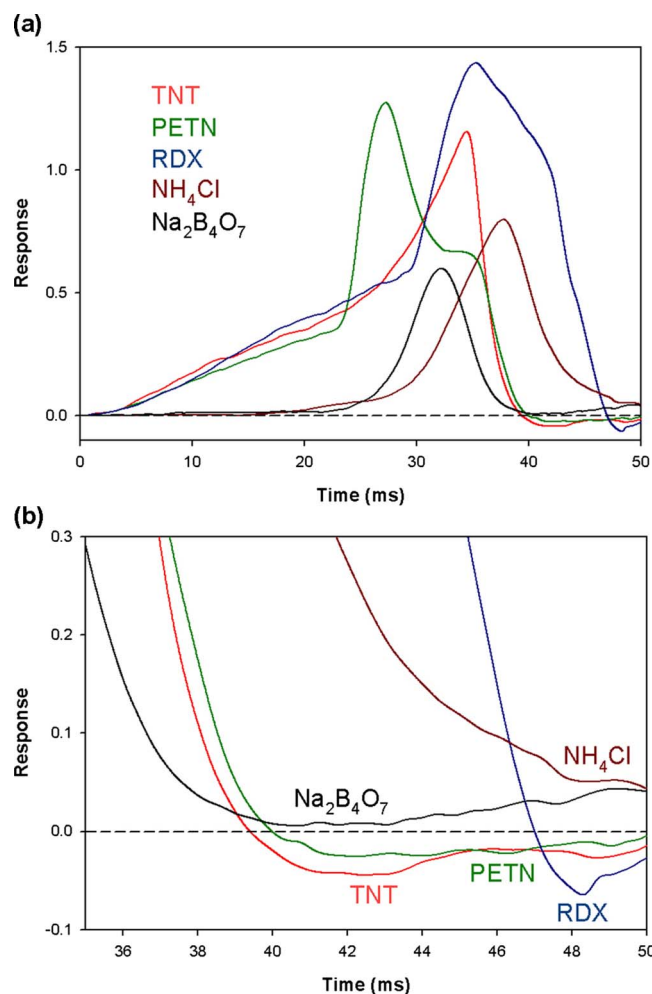 (a)
1.5
1.0
0.5
0.0
Response
TNT
PETN
RDX
NH₄Cl
Na₂B₄O₇
0 10 20 30 40 50
Time (ms)
(b)
0.3
0.2
0.1
0.0
-0.1
Response
NH₄Cl
Na₂B₄O₇
PETN
TNT
RDX
36 38 40 42 44 46 48 50
Time (ms)